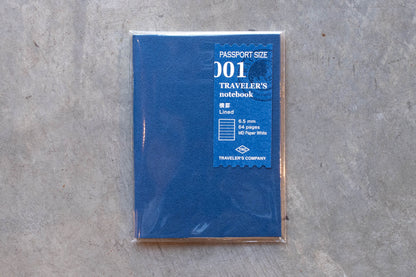 PASSPORT SIZE
001
TRAVELER'S
notebook
横罫
Lined
6.5 mm
64 pages
MD Paper White
TRAVELER'S COMPANY